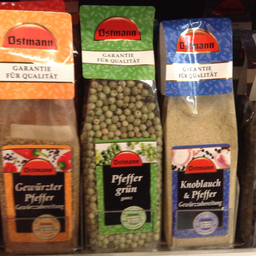 Ostmann
GARANTIE
FÜR QUALITÄT
Ostmann
Gewürzter
Pfeffer
Gewürzzubereitung
Ostmann
GARANTIE
FÜR QUALITÄT
Ostmann
Pfeffer
grün
ganz
Ostmann
GARANTIE
FÜR QUALITÄT
Ostmann
Knoblauch
& Pfeffer
Gewürzzubereitung